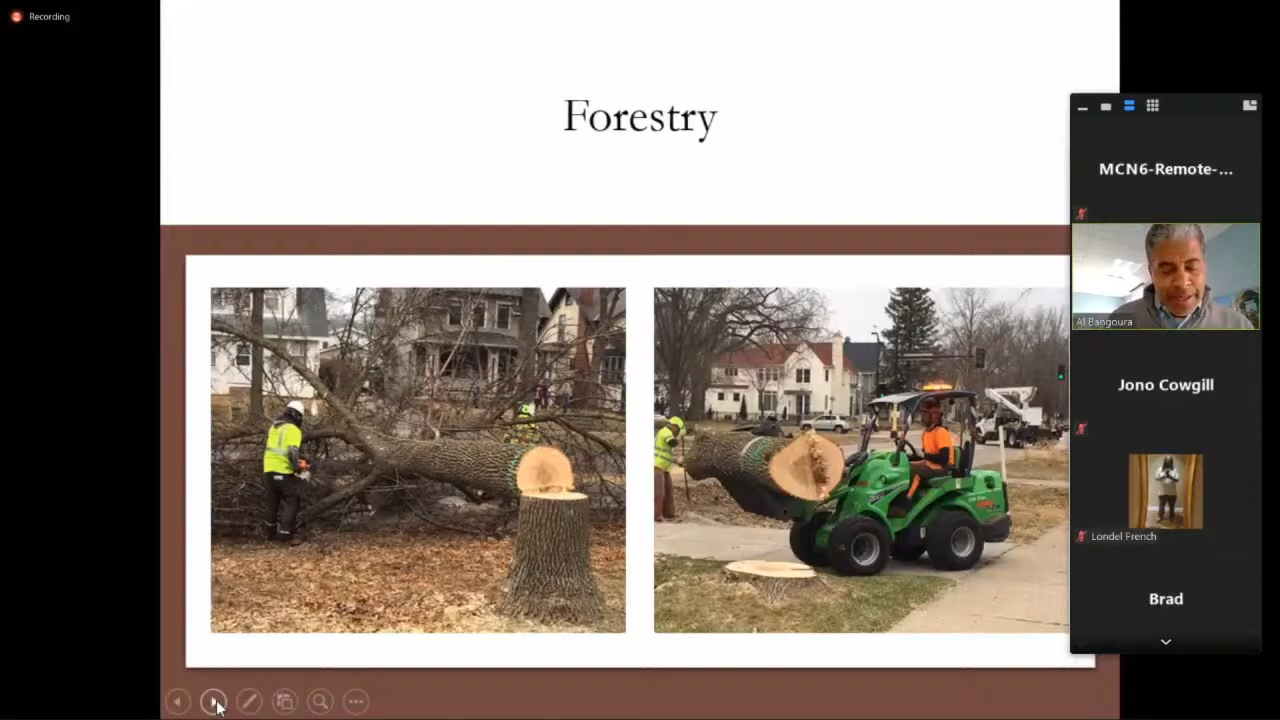 Recording
Forestry
MCN6-Remote-...
Al Bangoura
Jono Cowgill
Londel French
Brad